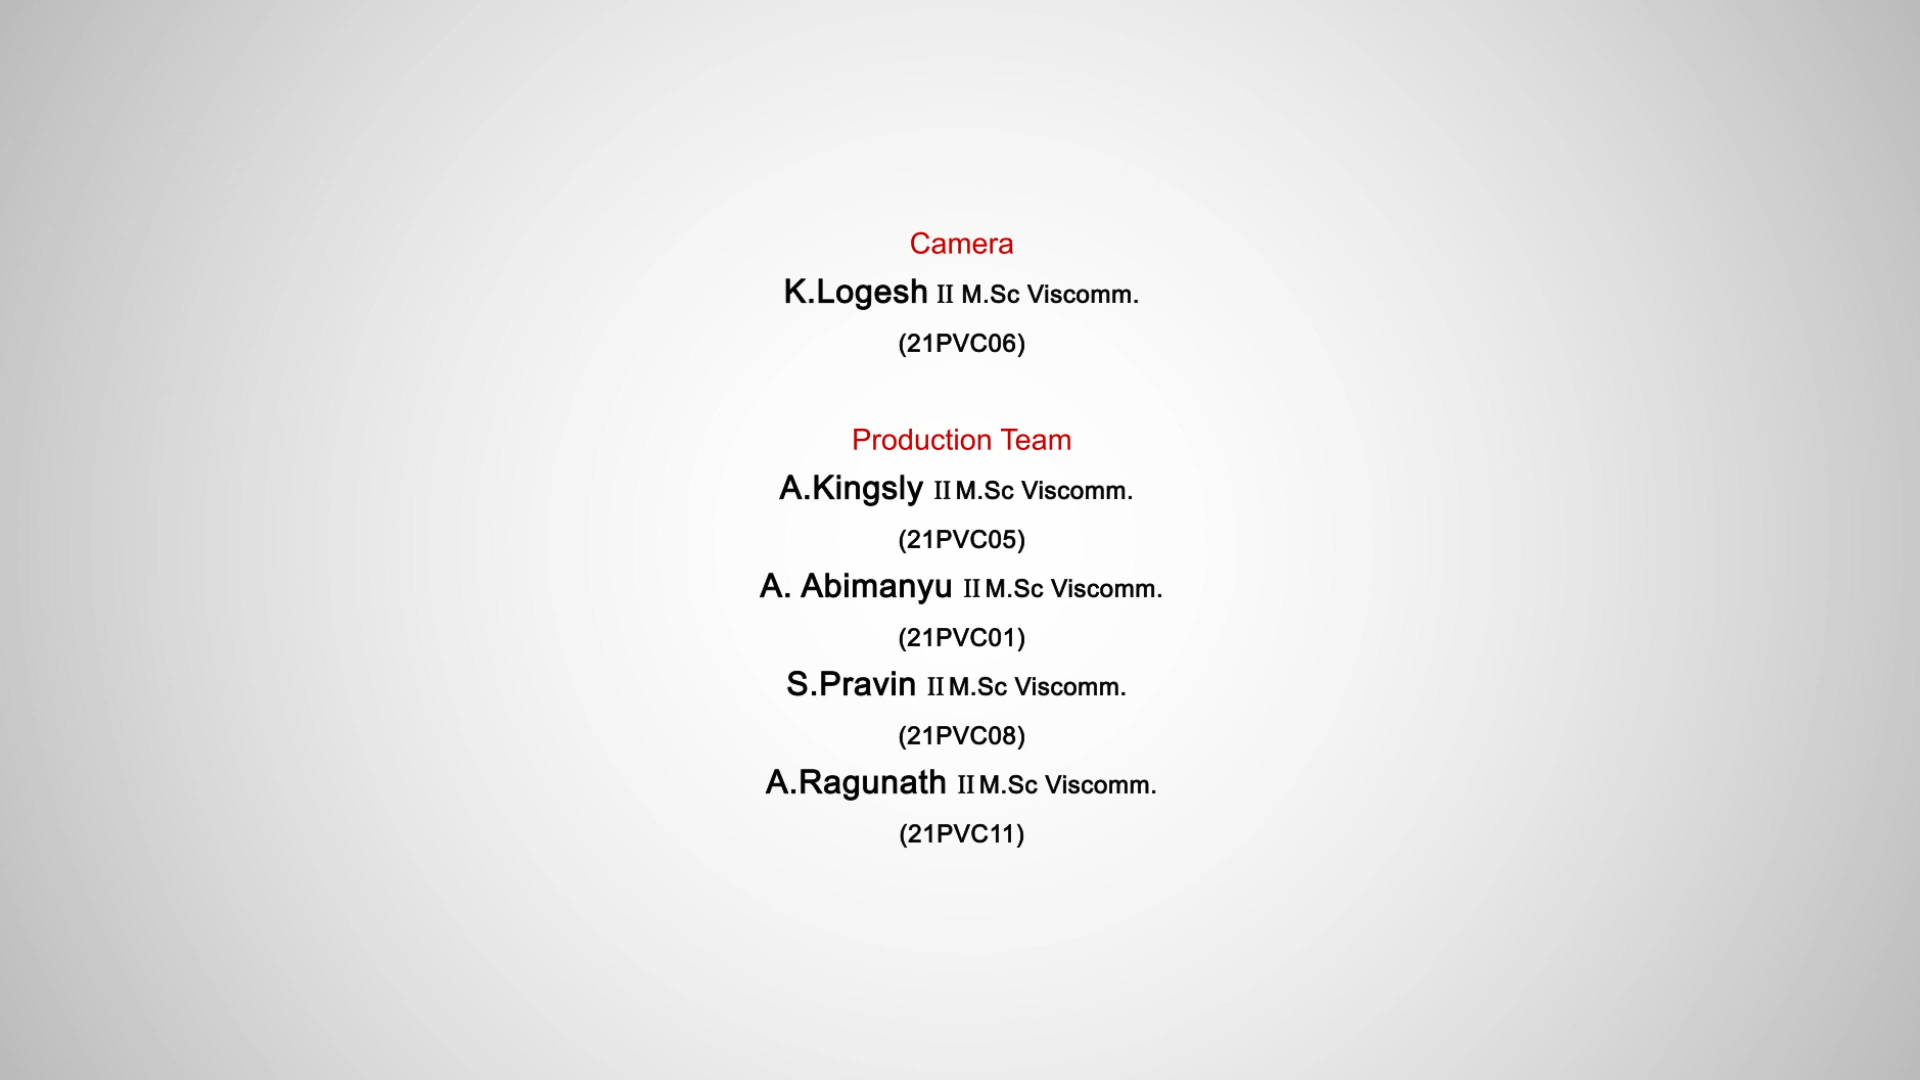 Camera
K.Logesh II M.Sc Viscomm.
(21PVC06)
Production Team
A.Kingsly II M.Sc Viscomm.
(21PVC05)
A. Abimanyu II M.Sc Viscomm.
(21PVC01)
S.Pravin II M.Sc Viscomm.
(21PVC08)
A.Ragunath II M.Sc Viscomm.
(21PVC11)